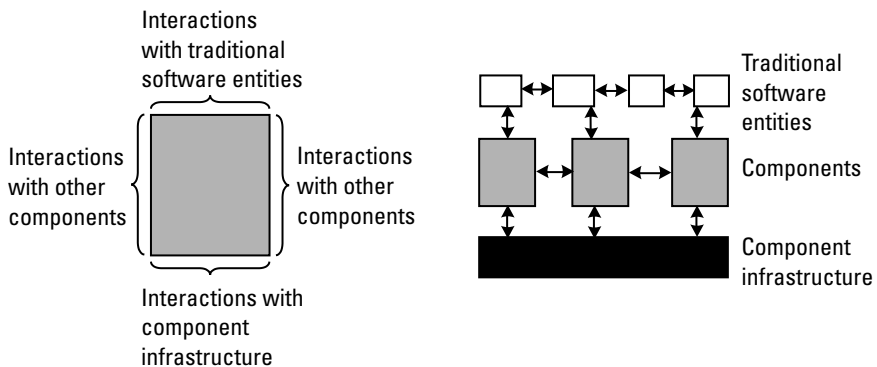 Interactions
with traditional
software entities
Interactions
with other
components
Interactions
with other
components
Interactions with
component
infrastructure
Traditional
software
entities
Components
Component
infrastructure